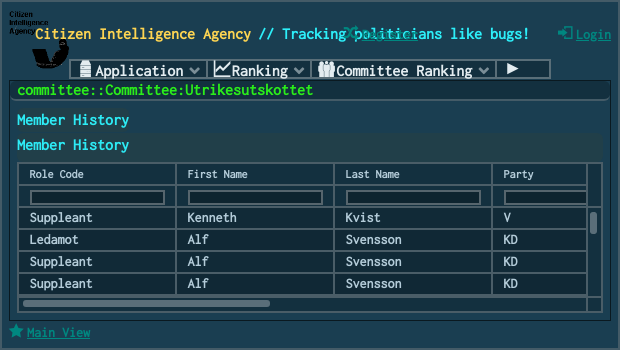 Citizen
Intelligence
Agency
Citizen Intelligence Agency // Tracking politicians like bugs!
Register
Login
Application
Ranking
Committee Ranking
committee::Committee:Utrikesutskottet
Member History
Member History
Role Code First Name Last Name Party
Suppleant Kenneth Kvist V
Ledamot Alf Svensson KD
Suppleant Alf Svensson KD
Suppleant Alf Svensson KD
Main View